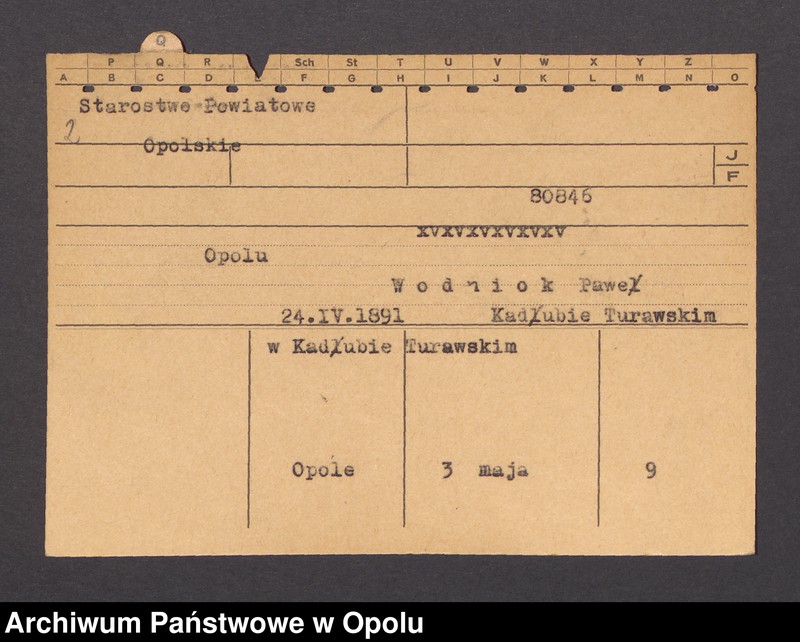 Q
P Q R Sch St T U V W X Y Z
A B C D E F G H I J K L M N O
Starostwo Powiatowe
2
Opolskie
J
F
80846
xvxvxvxvxvxv
Opolu
W o d n i o k Paweł
24.IV.1891 Kadłubie Turawskim
w Kadłubie Turawskim
Opole 3 maja 9
Archiwum Państwowe w Opolu